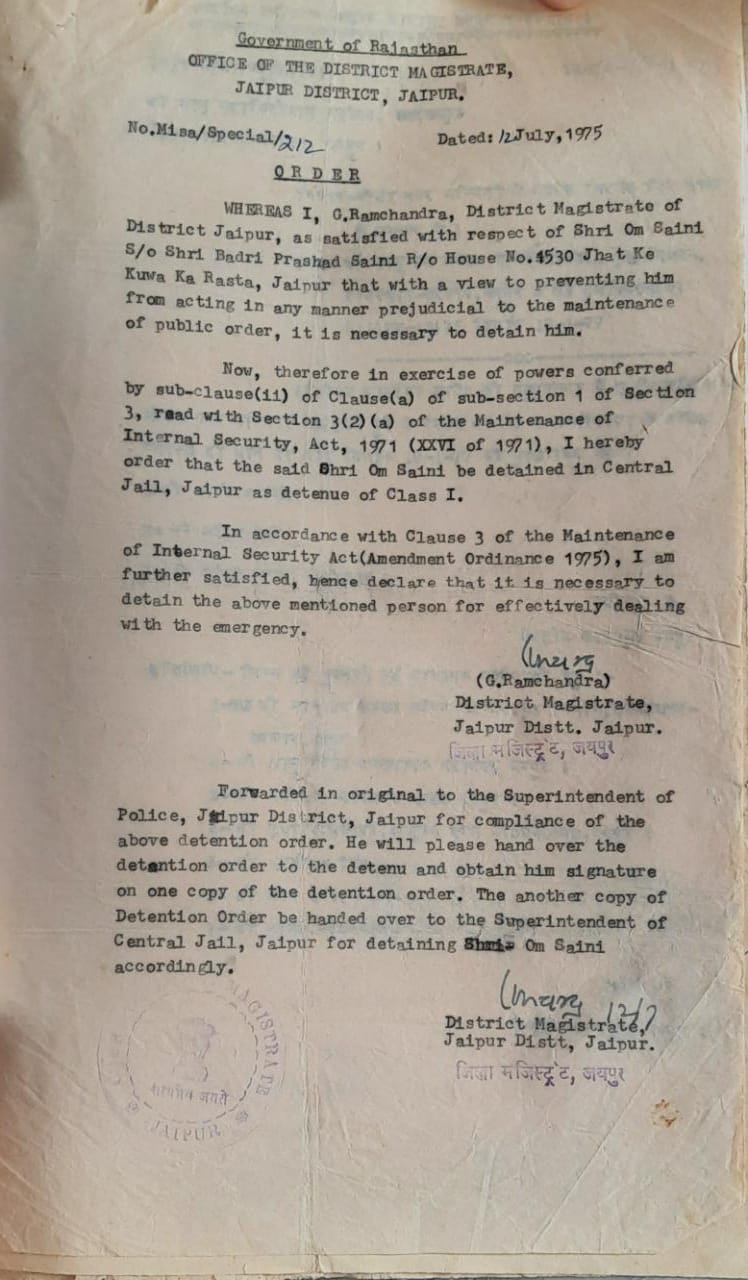 Government of Rajasthan
OFFICE OF THE DISTRICT MAGISTRATE,
JAIPUR DISTRICT, JAIPUR.
No.Misa/Special/212 Dated: 12 July, 1975
ORDER
WHEREAS I, G.Ramchandra, District Magistrate of
District Jaipur, as satisfied with respect of Shri Om Saini
S/o Shri Badri Prashad Saini R/o House No.4530 Jhat Ke
Kuwa Ka Rasta, Jaipur that with a view to preventing him
from acting in any manner prejudicial to the maintenance
of public order, it is necessary to detain him.
Now, therefore in exercise of powers conferred
by sub-clause(ii) of Clause(a) of sub-section 1 of Section
3, read with Section 3(2)(a) of the Maintenance of
Internal Security, Act, 1971 (XXVI of 1971), I hereby
order that the said Shri Om Saini be detained in Central
Jail, Jaipur as detenue of Class I.
In accordance with Clause 3 of the Maintenance
of Internal Security Act(Amendment Ordinance 1975), I am
further satisfied, hence declare that it is necessary to
detain the above mentioned person for effectively dealing
with the emergency.
(G.Ramchandra)
District Magistrate,
Jaipur Distt. Jaipur.
जिला मजिस्ट्रेट, जयपुर
Forwarded in original to the Superintendent of
Police, Jaipur District, Jaipur for compliance of the
above detention order. He will please hand over the
detention order to the detenu and obtain him signature
on one copy of the detention order. The another copy of
Detention Order be handed over to the Superintendent of
Central Jail, Jaipur for detaining Shri Om Saini
accordingly.
12/7
District Magistrate,
Jaipur Distt, Jaipur.
जिला मजिस्ट्रेट, जयपुर
MAGISTRATE
सत्यमेव जयते
JAIPUR